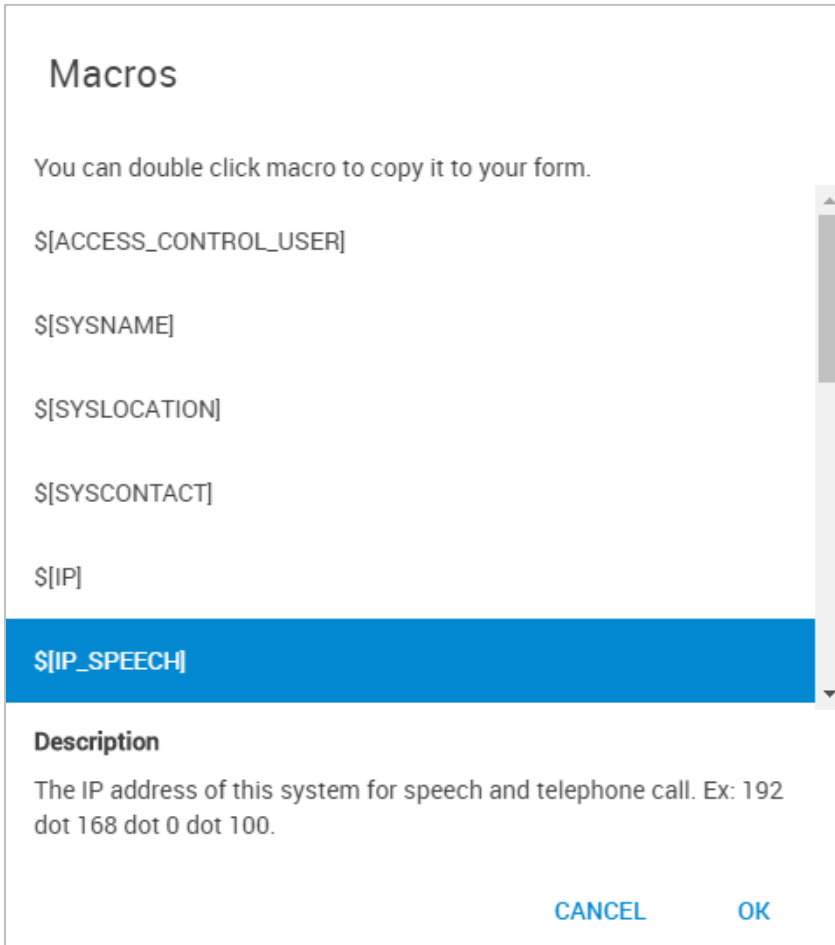 Macros
You can double click macro to copy it to your form.
$[ACCESS_CONTROL_USER]
$[SYSNAME]
$[SYSLOCATION]
$[SYSCONTACT]
$[IP]
$[IP_SPEECH]
Description
The IP address of this system for speech and telephone call. Ex: 192
dot 168 dot 0 dot 100.
CANCEL OK